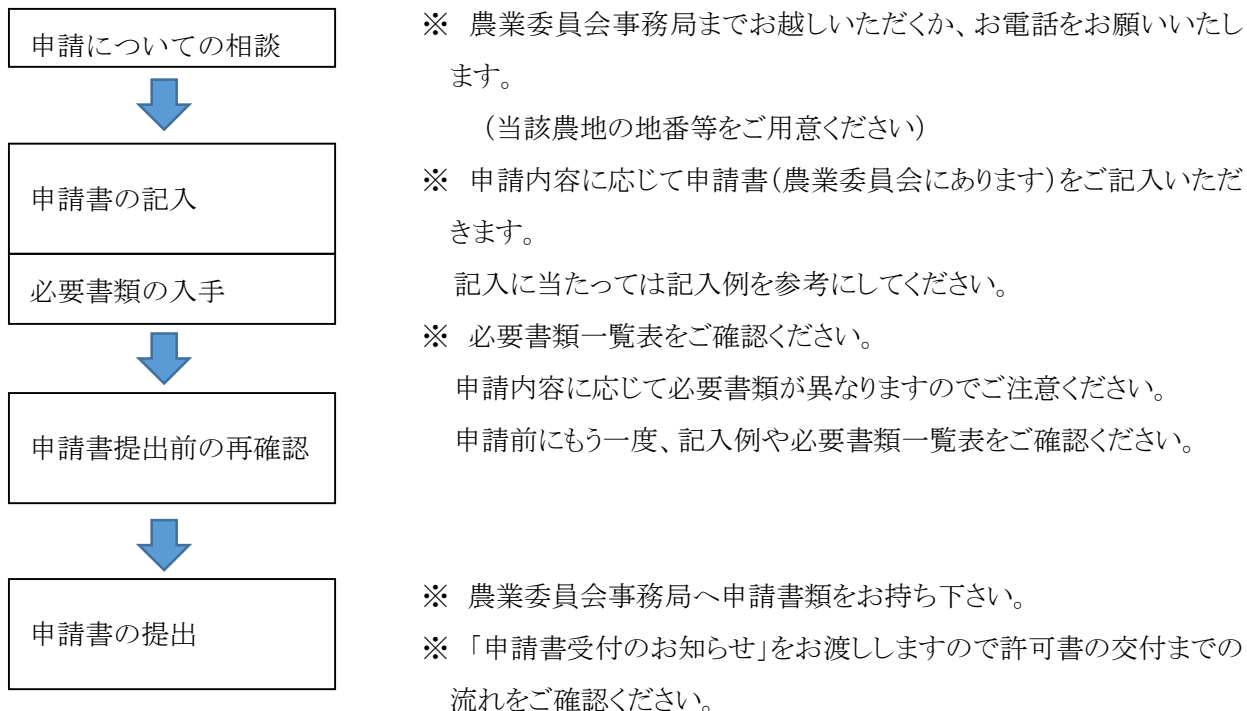 申請についての相談
※ 農業委員会事務局までお越しいただくか、お電話をお願いいたし
ます。
(当該農地の地番等をご用意ください)
申請書の記入
※ 申請内容に応じて申請書(農業委員会にあります)をご記入いただ
きます。
必要書類の入手
記入に当たっては記入例を参考にしてください。
※ 必要書類一覧表をご確認ください。
申請内容に応じて必要書類が異なりますのでご注意ください。
申請書提出前の再確認
申請前にもう一度、記入例や必要書類一覧表をご確認ください。
申請書の提出
※ 農業委員会事務局へ申請書類をお持ち下さい。
※ 「申請書受付のお知らせ」をお渡ししますので許可書の交付までの
流れをご確認ください。